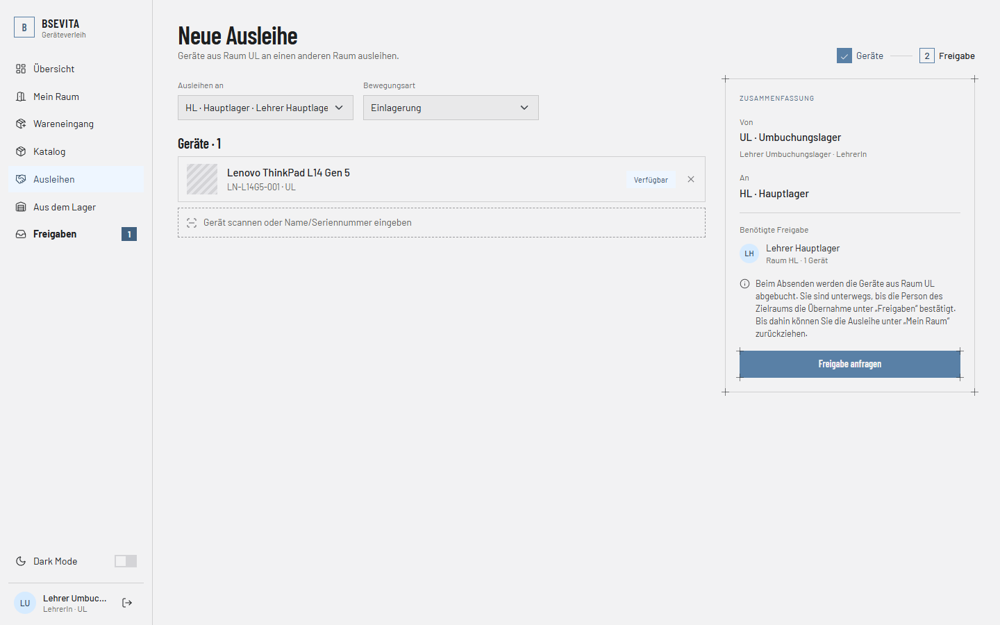 B
BSEVITA
Geräteverleih
Übersicht
Mein Raum
Wareneingang
Katalog
Ausleihen
Aus dem Lager
Freigaben
1
Dark Mode
LU
Lehrer Umbuc...
LehrerIn · UL
Neue Ausleihe
Geräte aus Raum UL an einen anderen Raum ausleihen.
Geräte
2
Freigabe
Ausleihen an
HL · Hauptlager · Lehrer Hauptlage
Bewegungsart
Einlagerung
Geräte · 1
Lenovo ThinkPad L14 Gen 5
LN-L14G5-001 · UL
Verfügbar
Gerät scannen oder Name/Seriennummer eingeben
ZUSAMMENFASSUNG
Von
UL · Umbuchungslager
Lehrer Umbuchungslager · LehrerIn
An
HL · Hauptlager
Benötigte Freigabe
LH
Lehrer Hauptlager
Raum HL · 1 Gerät
Beim Absenden werden die Geräte aus Raum UL
abgebucht. Sie sind unterwegs, bis die Person des
Zielraums die Übernahme unter „Freigaben“ bestätigt.
Bis dahin können Sie die Ausleihe unter „Mein Raum“
zurückziehen.
Freigabe anfragen